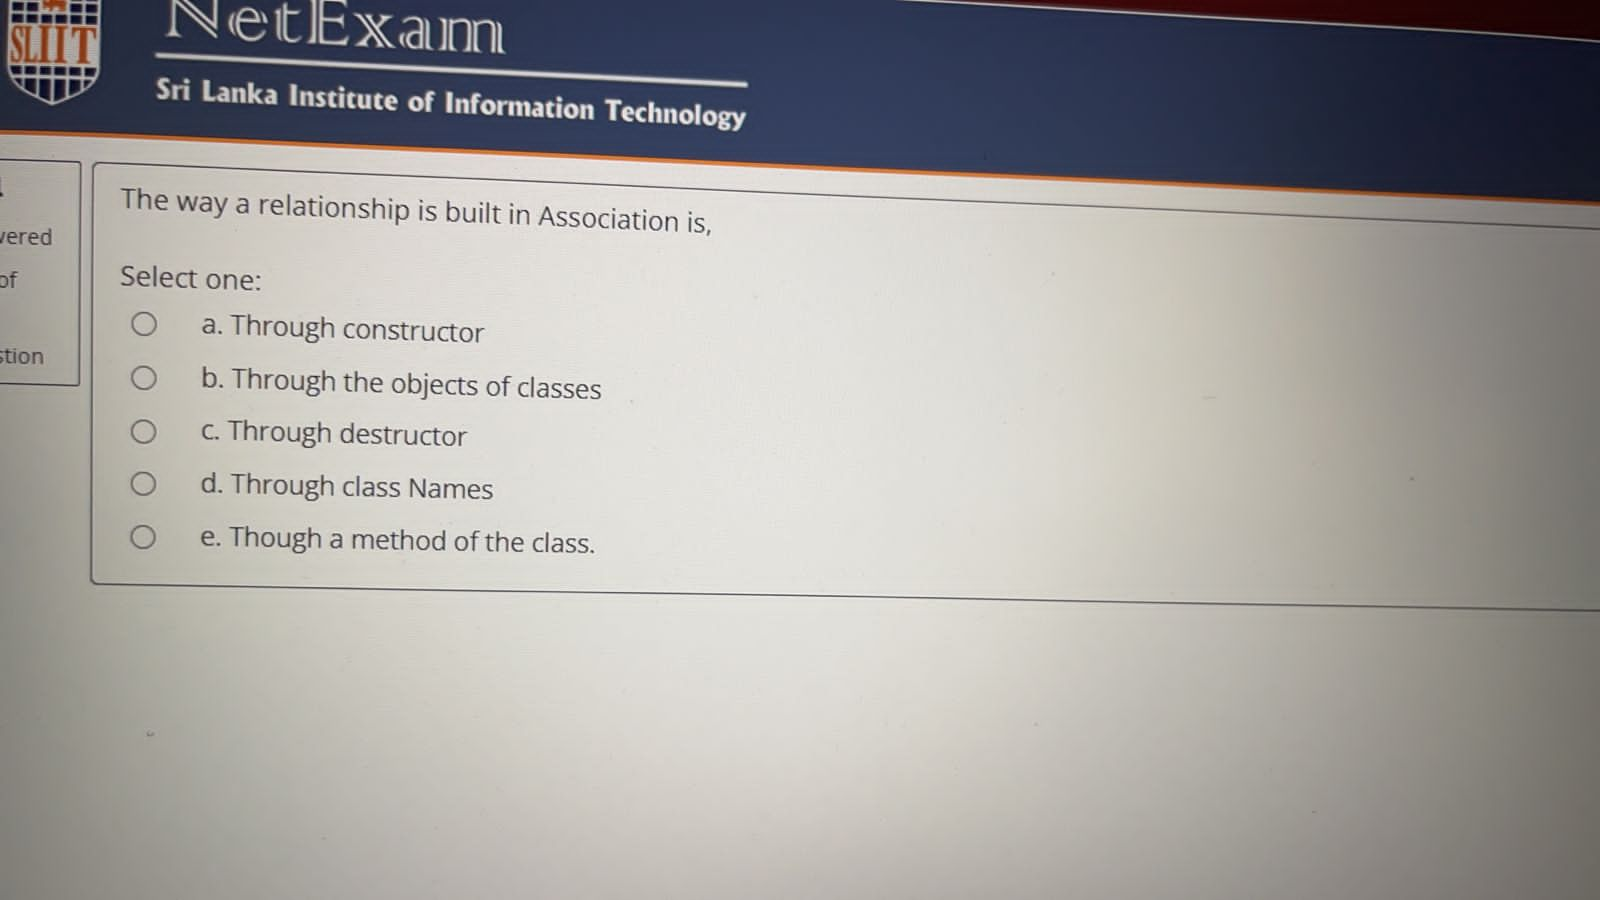 NetExam
SLIIT
Sri Lanka Institute of Information Technology
The way a relationship is built in Association is,
Select one:
a. Through constructor
b. Through the objects of classes
c. Through destructor
d. Through class Names
e. Though a method of the class.
vered
of
stion